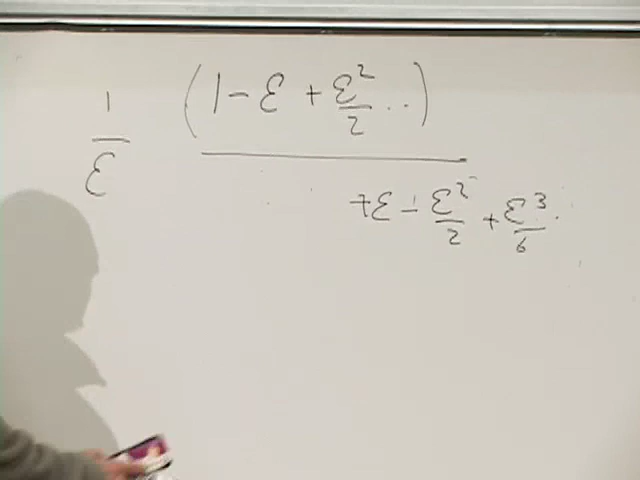 1/ε (1 - ε + ε²/2 ..)
+ε - ε²/2 + ε³/6 .